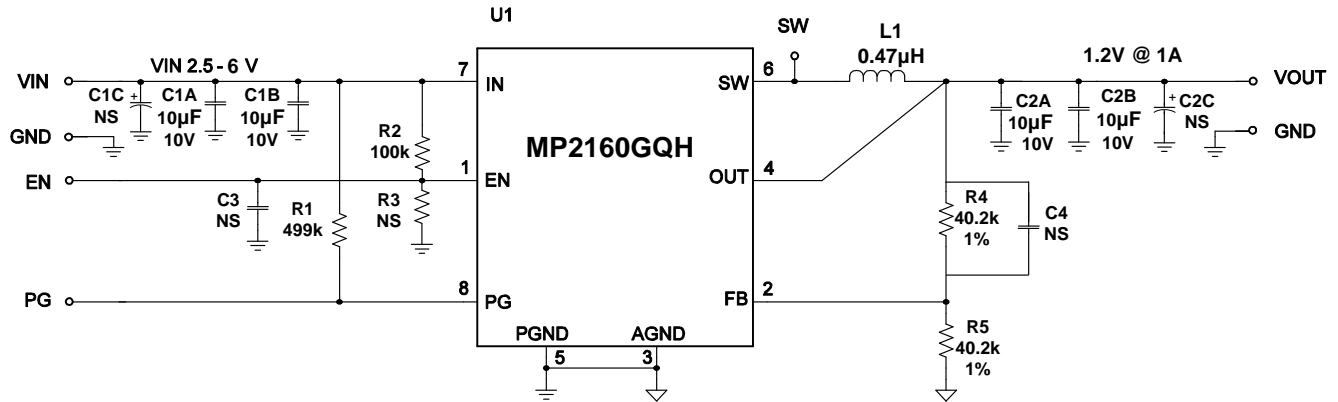 U1
SW
L1
0.47µH
VIN
VIN 2.5 - 6 V
7
IN
SW
6
1.2V @ 1A
VOUT
C1C
NS
+
C1A
10µF
10V
C1B
10µF
10V
GND
R2
100k
MP2160GQH
C2A
10µF
10V
C2B
10µF
10V
+
C2C
NS
GND
EN
1
EN
OUT
4
C3
NS
R1
499k
R3
NS
R4
40.2k
1%
C4
NS
PG
8
PG
FB
2
PGND
AGND
5
3
R5
40.2k
1%